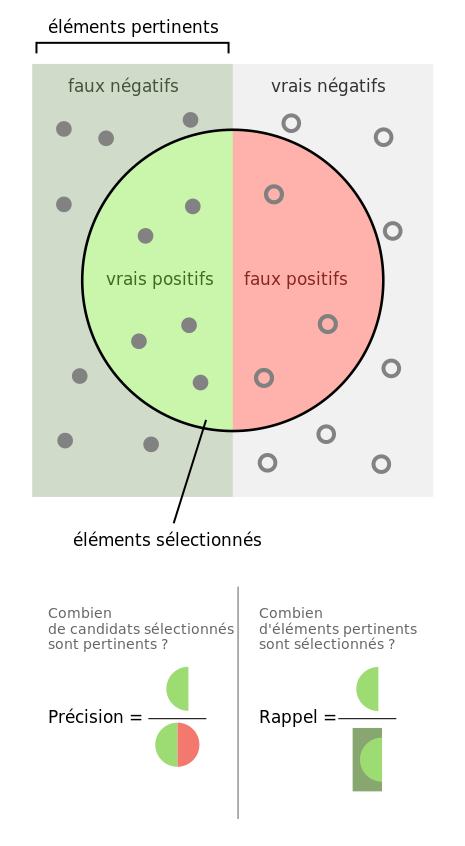 éléments pertinents
faux négatifs
vrais négatifs
vrais positifs
faux positifs
éléments sélectionnés
Combien
de candidats sélectionnés
sont pertinents ?
Précision =
Combien
d'éléments pertinents
sont sélectionnés ?
Rappel =